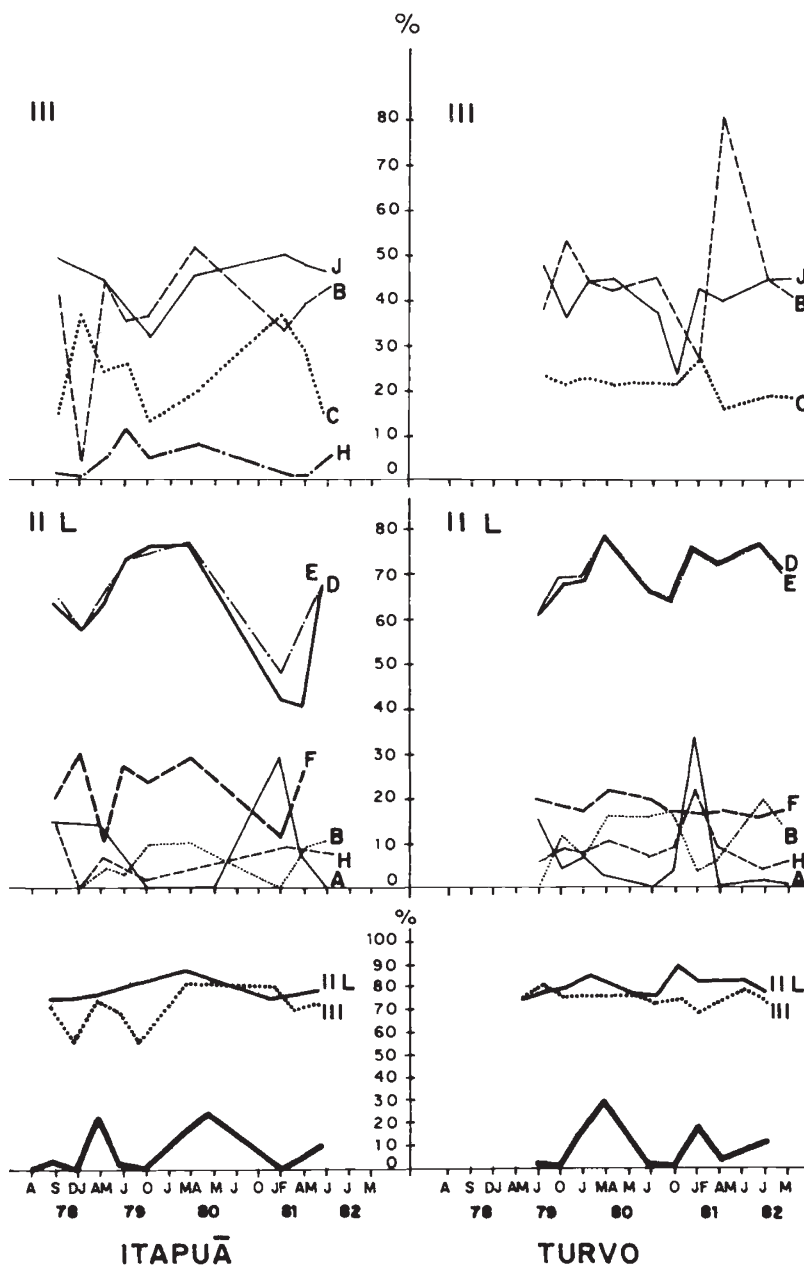 %
III III
80
70
60
50
40
30
20
10
0
J
B
C
H
J
B
C
II L II L
80
70
60
50
40
30
20
10
0
E
D
F
B
H
A
D
E
F
B
H
A
%
100
90
80
70
60
50
40
30
20
10
0
II L
III
II L
III
A S DJ AM J O MA J O JF AM J M A S DJ AM J O MA J O JF AM J M
78 79 80 81 82 78 79 80 81 82
ITAPUĀ TURVO